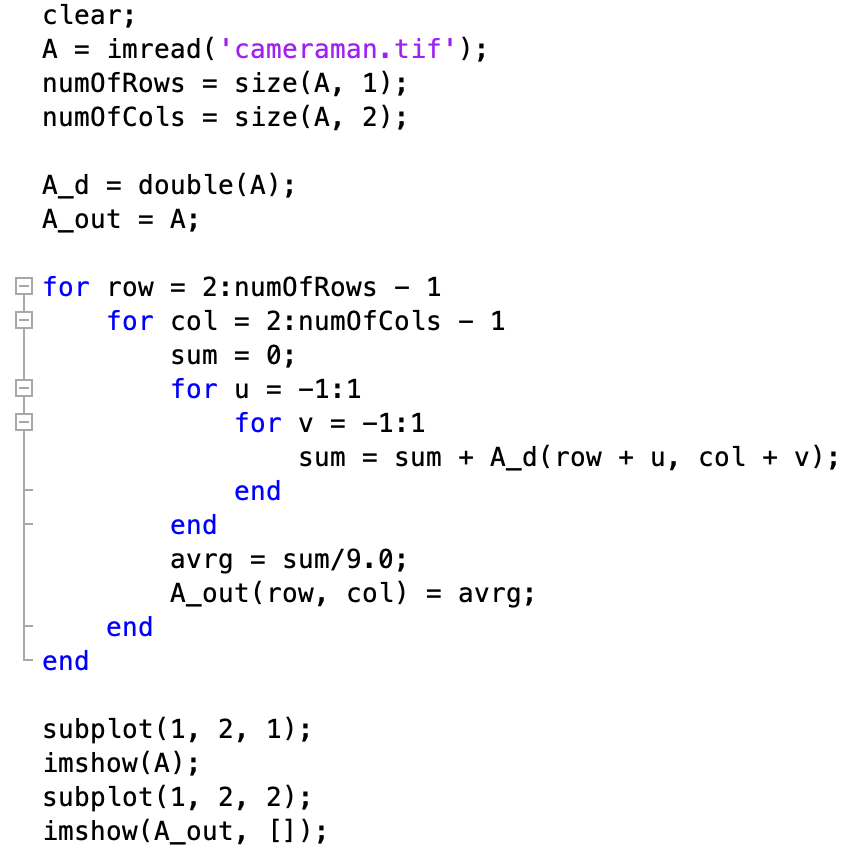 clear;
A = imread('cameraman.tif');
numOfRows = size(A, 1);
numOfCols = size(A, 2);

A_d = double(A);
A_out = A;

for row = 2:numOfRows - 1
    for col = 2:numOfCols - 1
        sum = 0;
        for u = -1:1
            for v = -1:1
                sum = sum + A_d(row + u, col + v);
            end
        end
        avrg = sum/9.0;
        A_out(row, col) = avrg;
    end
end

subplot(1, 2, 1);
imshow(A);
subplot(1, 2, 2);
imshow(A_out, []);